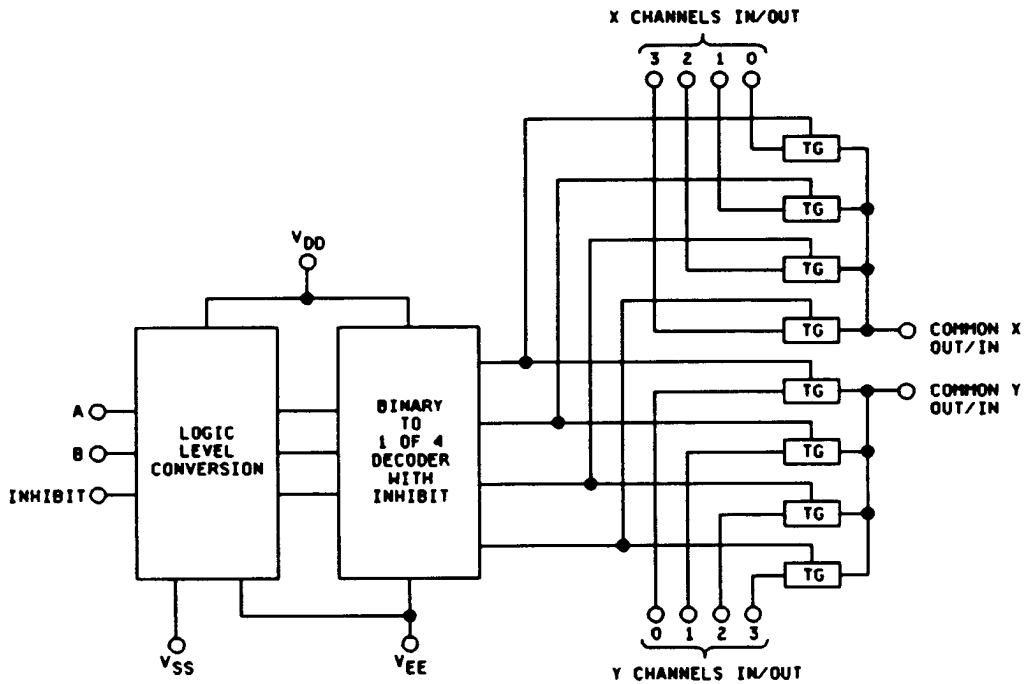 X CHANNELS IN/OUT
3 2 1 0
TG
TG
TG
TG
COMMON X
OUT/IN
TG
COMMON Y
OUT/IN
TG
TG
TG
VDD
A
B
INHIBIT
LOGIC
LEVEL
CONVERSION
BINARY
TO
1 OF 4
DECODER
WITH
INHIBIT
VSS
VEE
0 1 2 3
Y CHANNELS IN/OUT